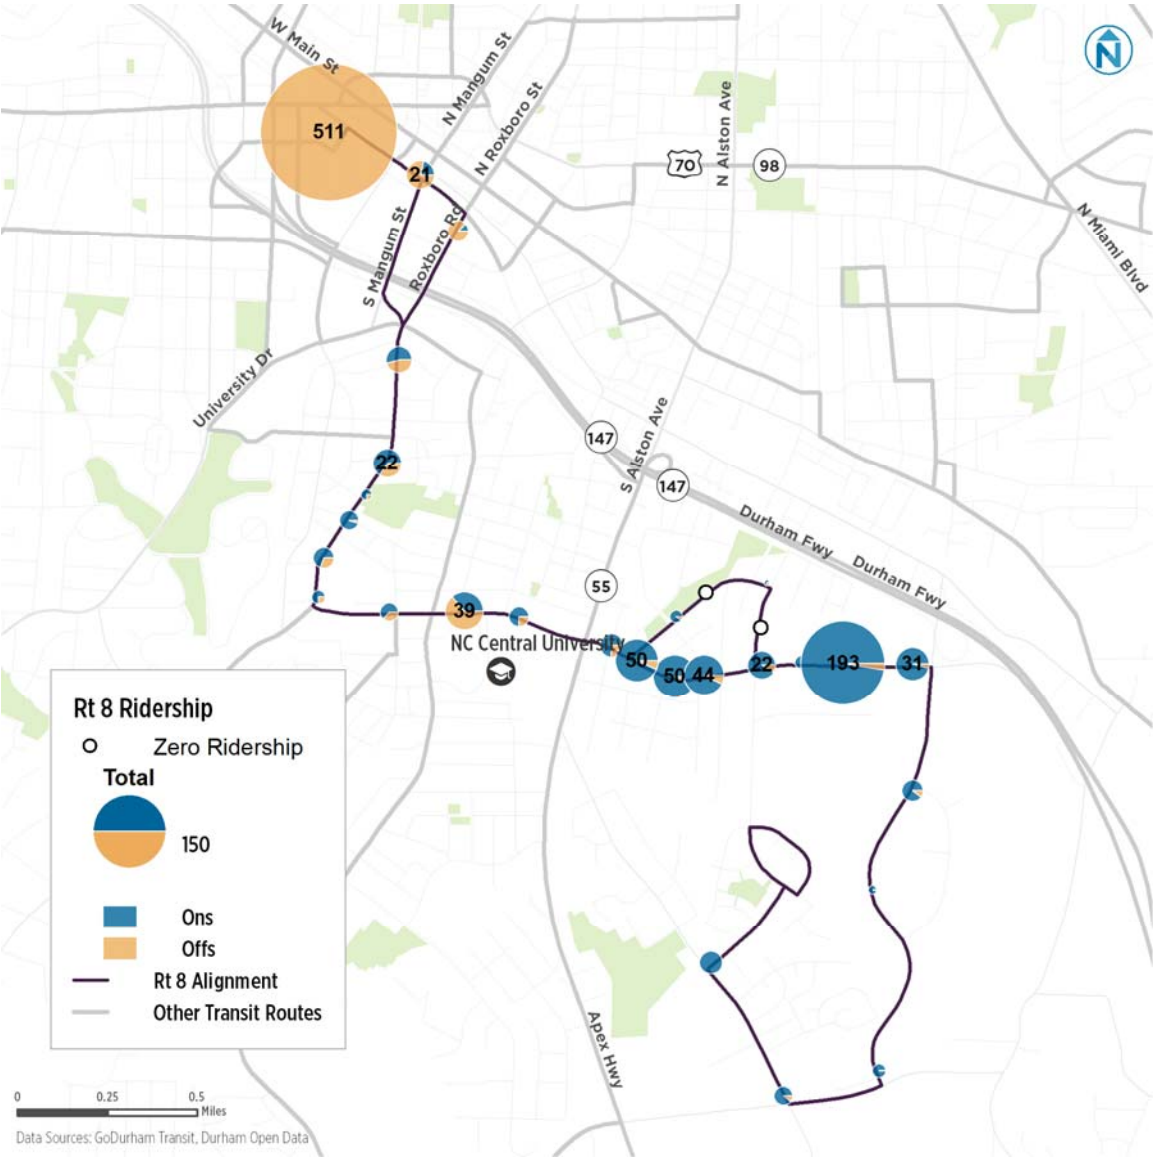 W Main St
N
N Mangum St
N Roxboro St
N Alston Ave
511
70
98
21
S Mangum St
Roxboro Rd
N Miami Blvd
University Dr
S Alston Ave
147
22
147
Durham Fwy
Durham Fwy
55
39
NC Central University
50
50
44
22
193
31
Rt 8 Ridership
Zero Ridership
Total
150
Ons
Offs
Rt 8 Alignment
Other Transit Routes
Apex Hwy
0 0.25 0.5
Miles
Data Sources: GoDurham Transit, Durham Open Data